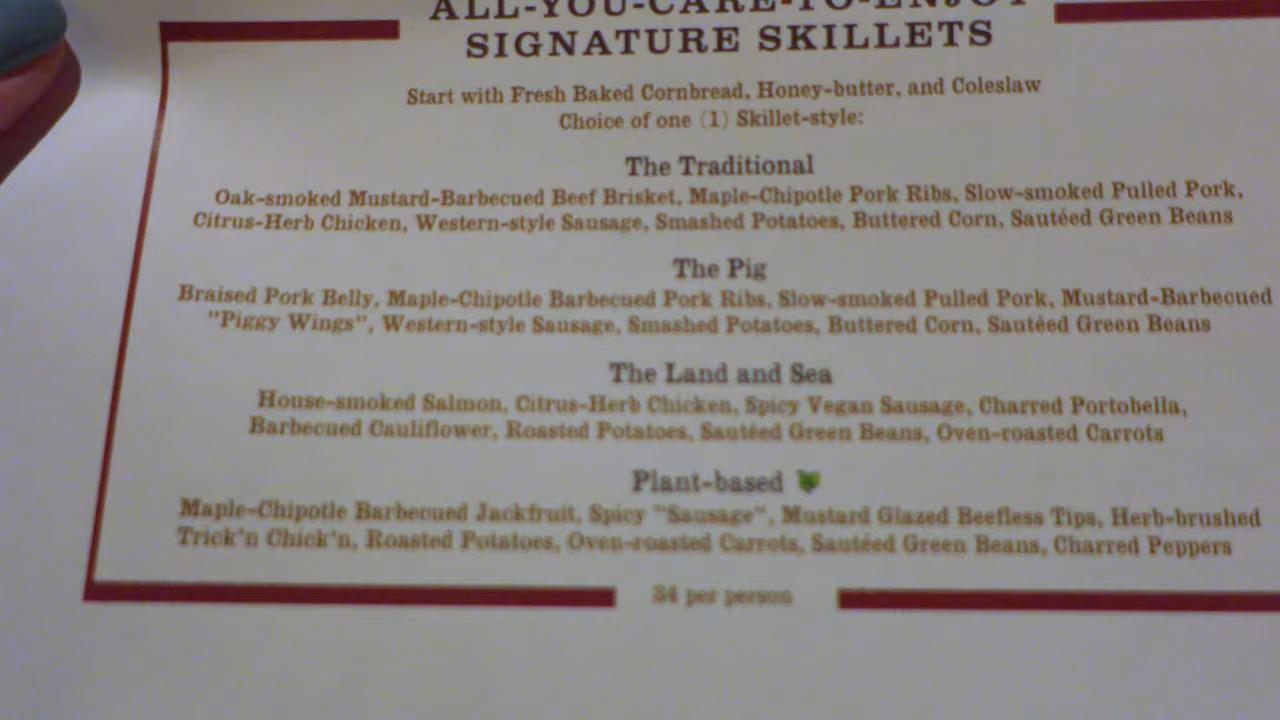 ALL-YOU-CARE-TO-ENJOY
SIGNATURE SKILLETS
Start with Fresh Baked Cornbread, Honey-butter, and Coleslaw
Choice of one (1) Skillet-style:
The Traditional
Oak-smoked Mustard-Barbecued Beef Brisket, Maple-Chipotle Pork Ribs, Slow-smoked Pulled Pork,
Citrus-Herb Chicken, Western-style Sausage, Smashed Potatoes, Buttered Corn, Sautéed Green Beans
The Pig
Braised Pork Belly, Maple-Chipotle Barbecued Pork Ribs, Slow-smoked Pulled Pork, Mustard-Barbecued
"Piggy Wings", Western-style Sausage, Smashed Potatoes, Buttered Corn, Sautéed Green Beans
The Land and Sea
House-smoked Salmon, Citrus-Herb Chicken, Spicy Vegan Sausage, Charred Portobella,
Barbecued Cauliflower, Roasted Potatoes, Sautéed Green Beans, Oven-roasted Carrots
Plant-based
Maple-Chipotle Barbecued Jackfruit, Spicy "Sausage", Mustard Glazed Beefless Tips, Herb-brushed
Trick'n Chick'n, Roasted Potatoes, Oven-roasted Carrots, Sautéed Green Beans, Charred Peppers
34 per person